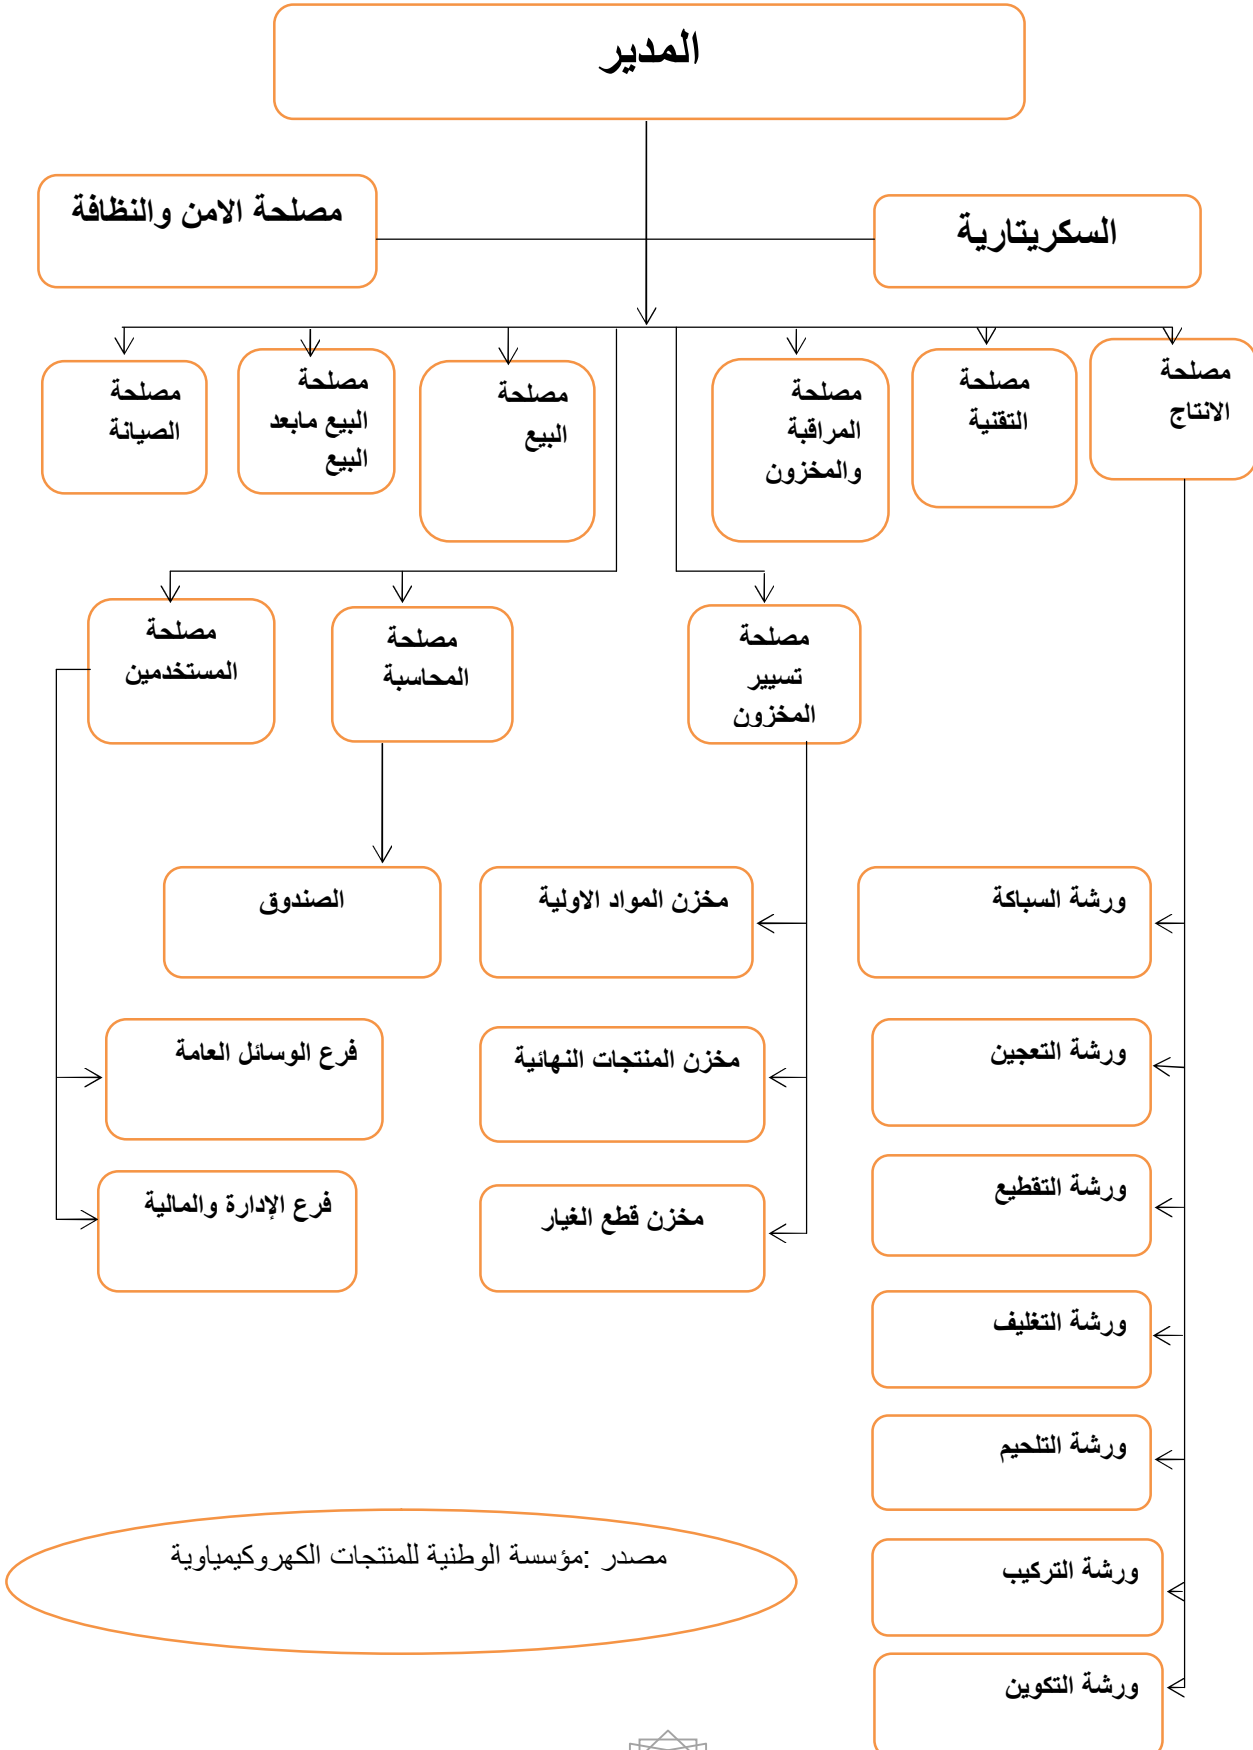 المدير
السكريتارية
مصلحة الامن والنظافة
مصلحة
الانتاج
مصلحة
التقنية
مصلحة
المراقبة
والمخزون
مصلحة
البيع
مصلحة
البيع مابعد
البيع
مصلحة
الصيانة
مصلحة
تسيير
المخزون
مصلحة
المحاسبة
مصلحة
المستخدمين
ورشة السباكة
مخزن المواد الاولية
الصندوق
ورشة التعجين
مخزن المنتجات النهائية
فرع الوسائل العامة
ورشة التقطيع
مخزن قطع الغيار
فرع الإدارة والمالية
ورشة التغليف
ورشة التلحيم
مصدر :مؤسسة الوطنية للمنتجات الكهروكيمياوية
ورشة التركيب
ورشة التكوين